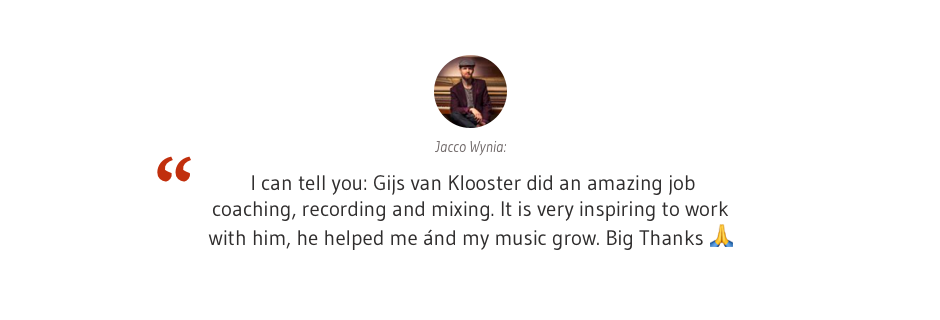 Jacco Wynia:
“
I can tell you: Gijs van Klooster did an amazing job
coaching, recording and mixing. It is very inspiring to work
with him, he helped me ánd my music grow. Big Thanks 🙏